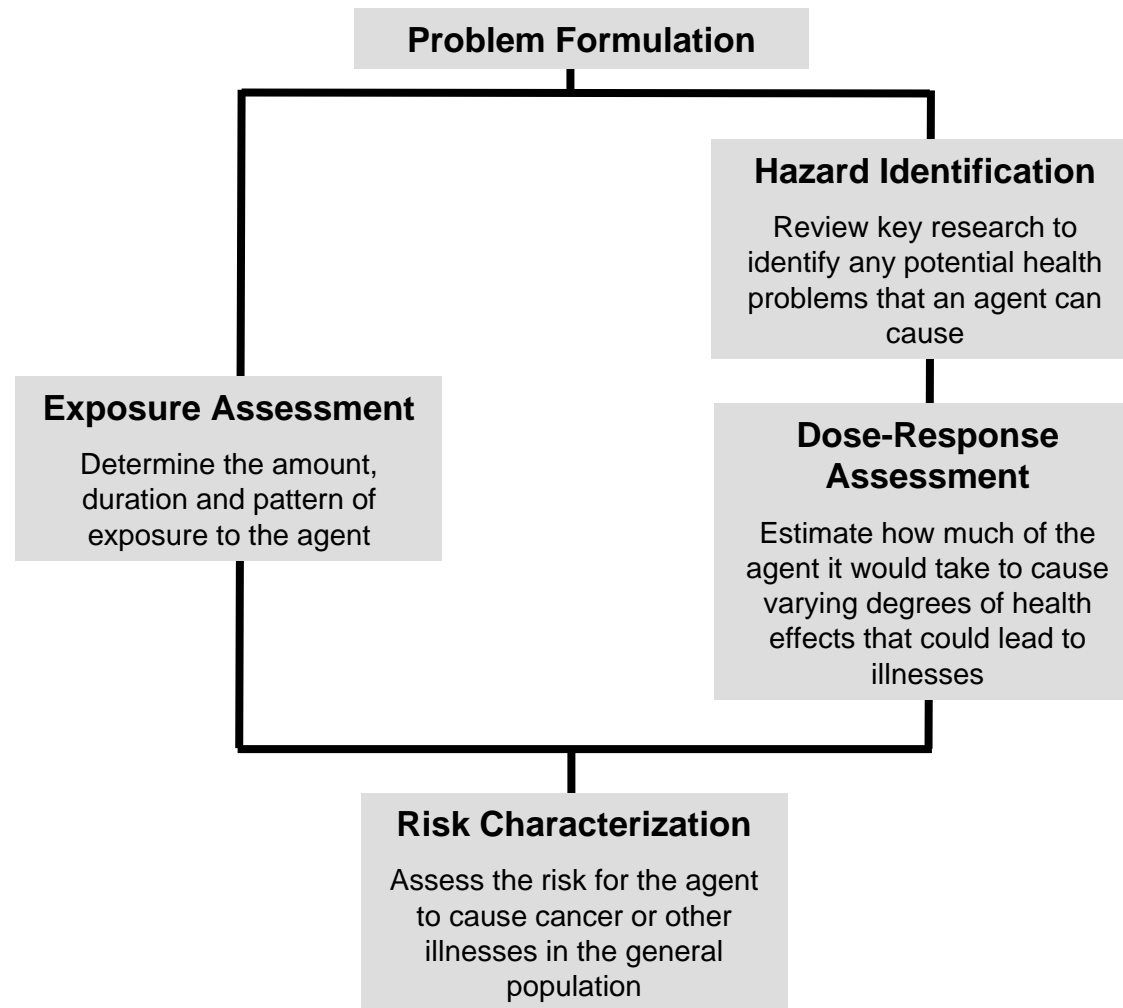 Problem Formulation
Hazard Identification
Review key research to
identify any potential health
problems that an agent can
cause
Exposure Assessment
Determine the amount,
duration and pattern of
exposure to the agent
Dose-Response
Assessment
Estimate how much of the
agent it would take to cause
varying degrees of health
effects that could lead to
illnesses
Risk Characterization
Assess the risk for the agent
to cause cancer or other
illnesses in the general
population